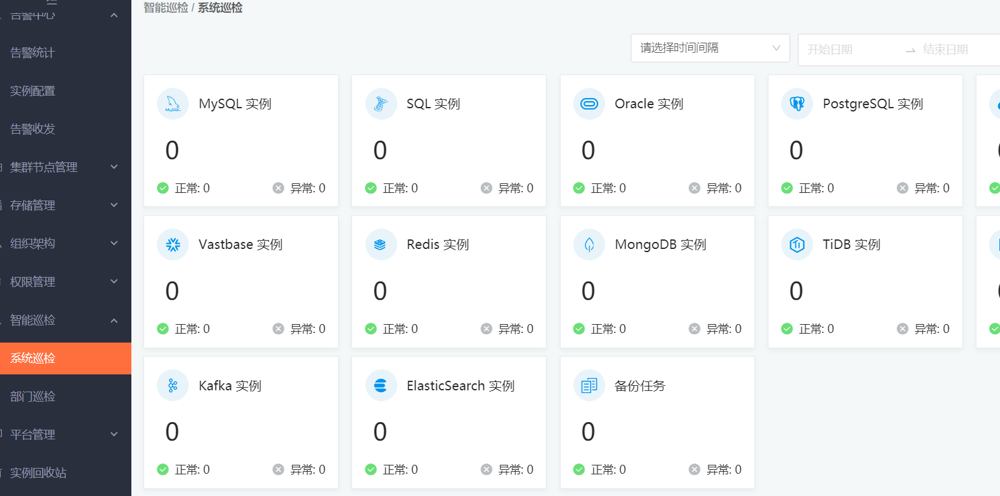 告警中心
告警统计
实例配置
告警收发
集群节点管理
存储管理
组织架构
权限管理
智能巡检
系统巡检
部门巡检
平台管理
实例回收站
智能巡检 / 系统巡检
请选择时间间隔
开始日期 → 结束日期
MySQL 实例
0
正常: 0 异常: 0
SQL 实例
0
正常: 0 异常: 0
Oracle 实例
0
正常: 0 异常: 0
PostgreSQL 实例
0
正常: 0 异常: 0
Vastbase 实例
0
正常: 0 异常: 0
Redis 实例
0
正常: 0 异常: 0
MongoDB 实例
0
正常: 0 异常: 0
TiDB 实例
0
正常: 0 异常: 0
Kafka 实例
0
正常: 0 异常: 0
ElasticSearch 实例
0
正常: 0 异常: 0
备份任务
0
正常: 0 异常: 0